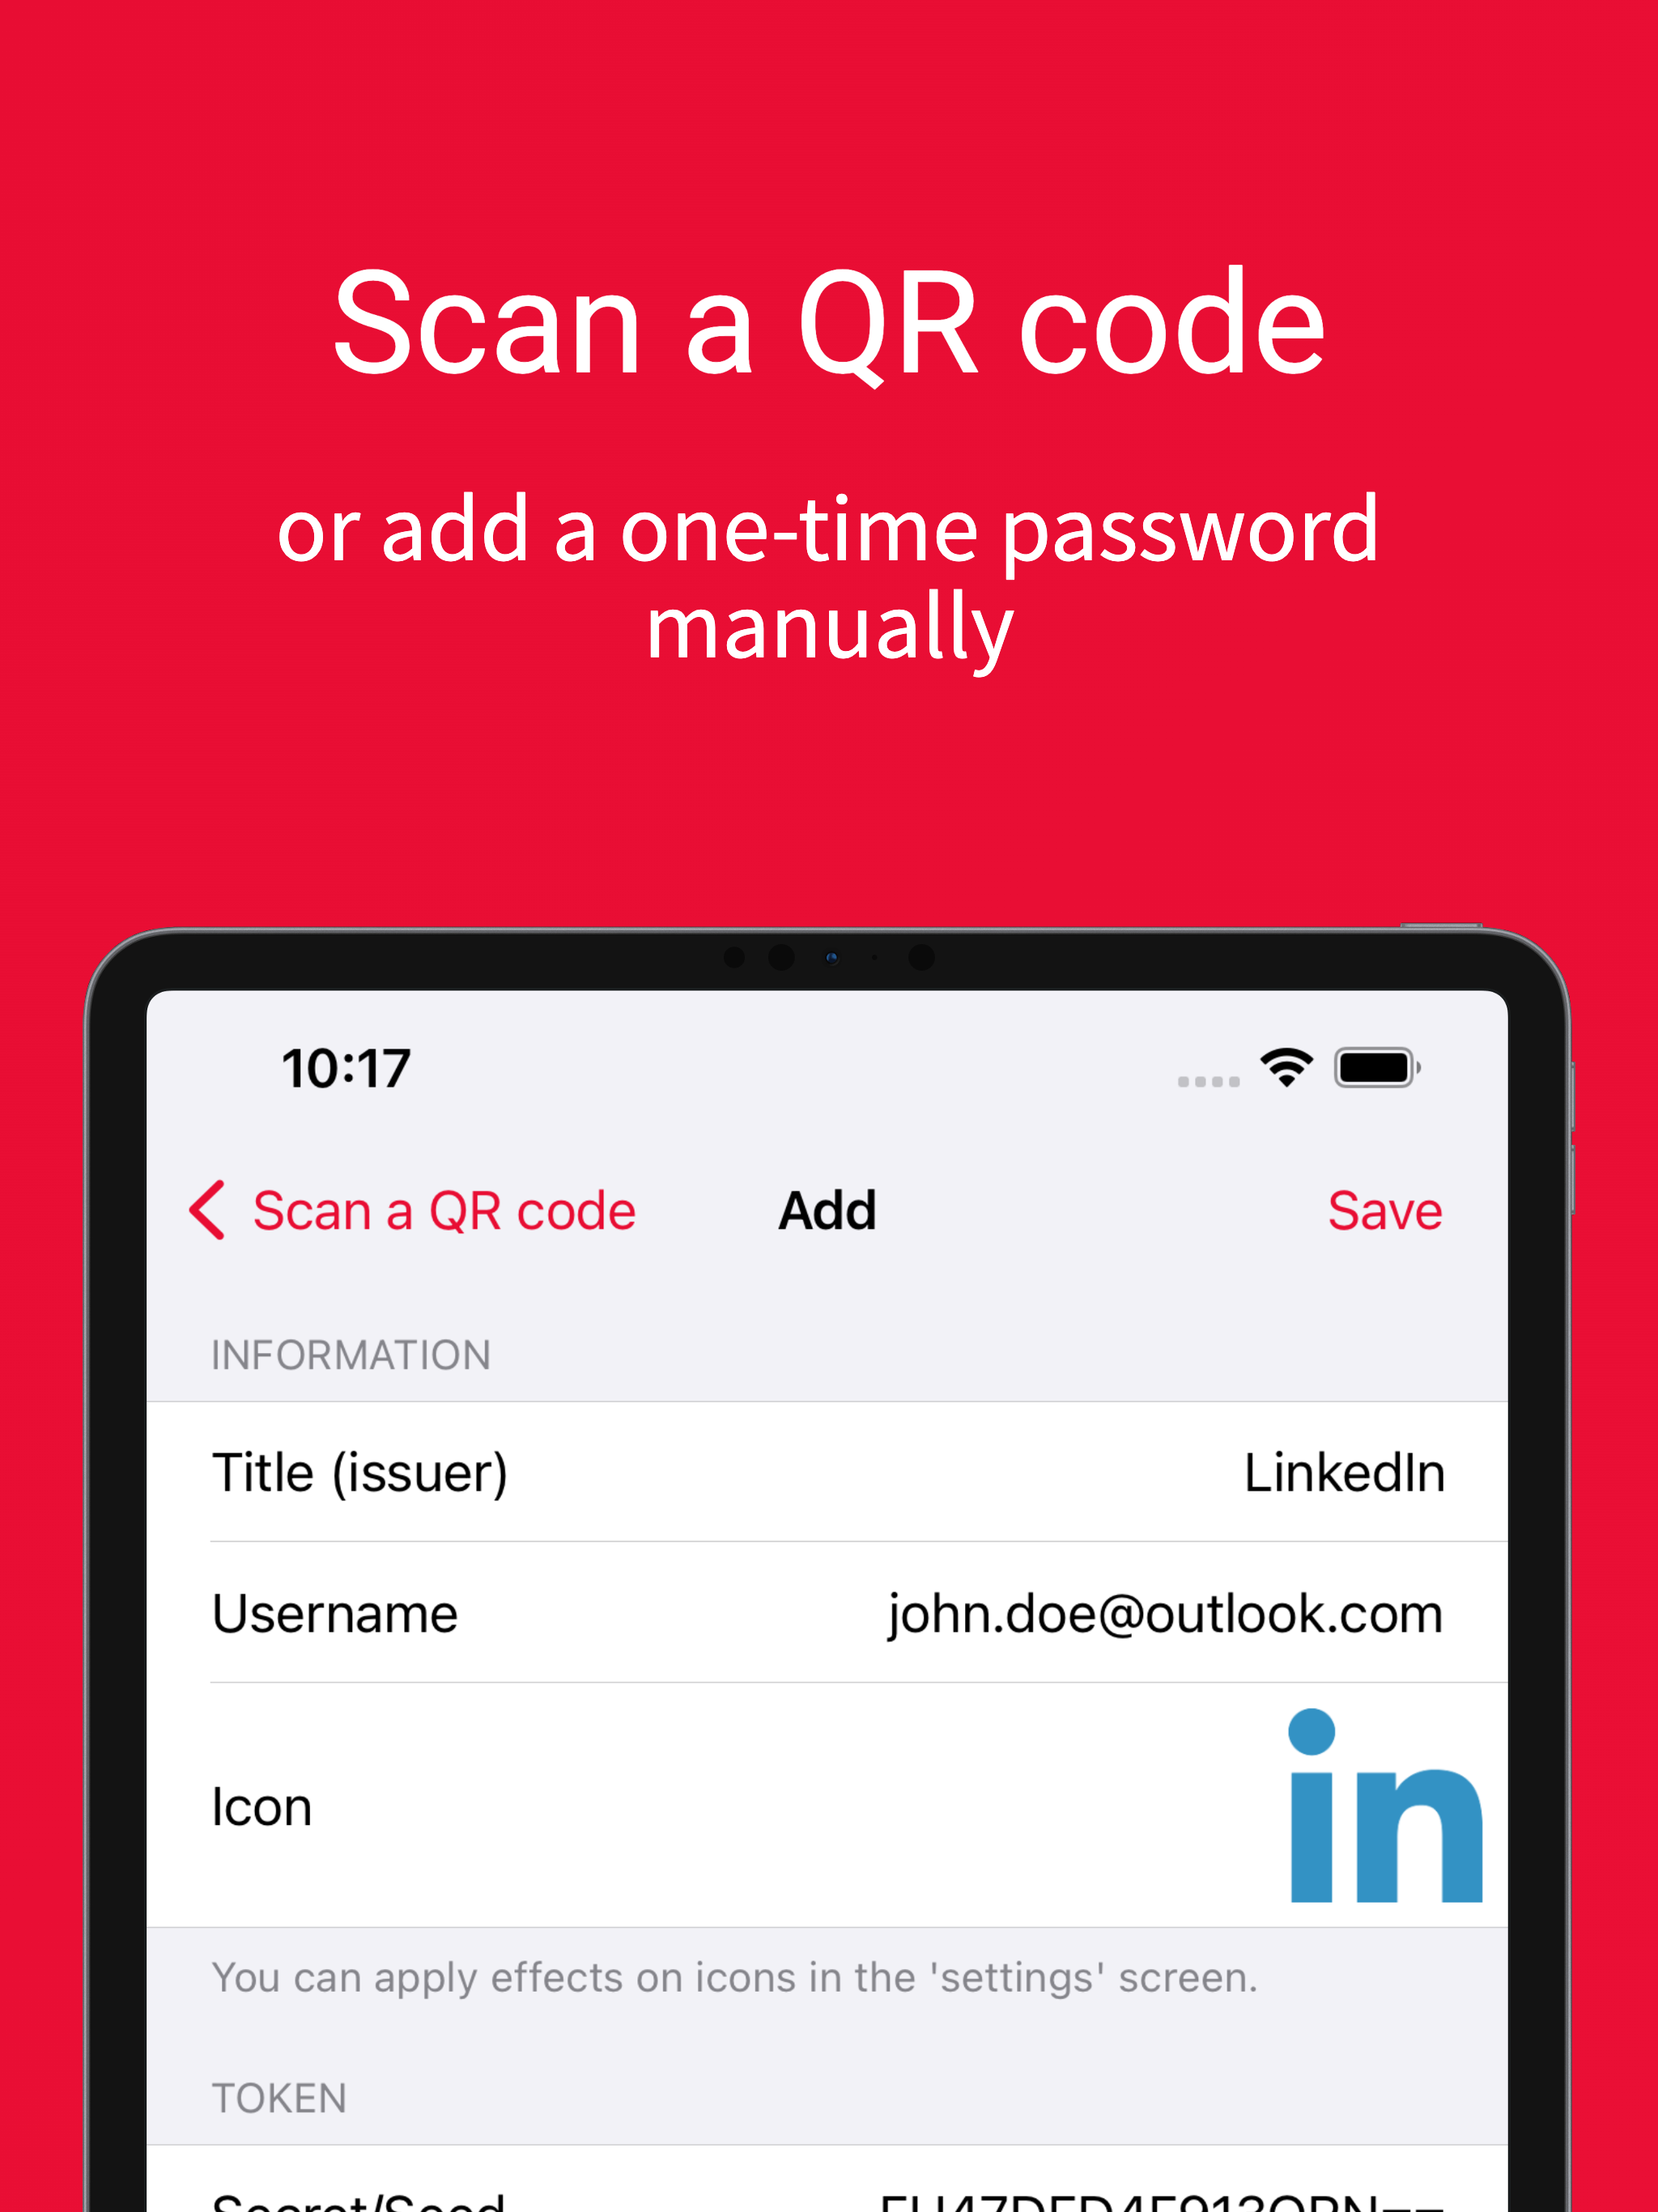 Scan a QR code
or add a one-time password
manually
10:17
Scan a QR code Add Save
INFORMATION
Title (issuer) LinkedIn
Username john.doe@outlook.com
Icon in
You can apply effects on icons in the 'settings' screen.
TOKEN
Secret/Seed